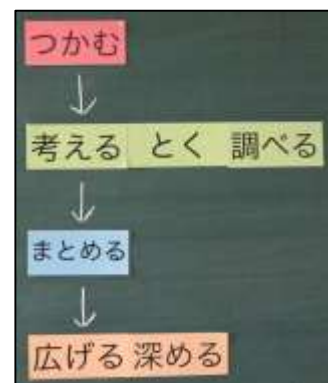 つかむ
考える とく 調べる
まとめる
広げる 深める